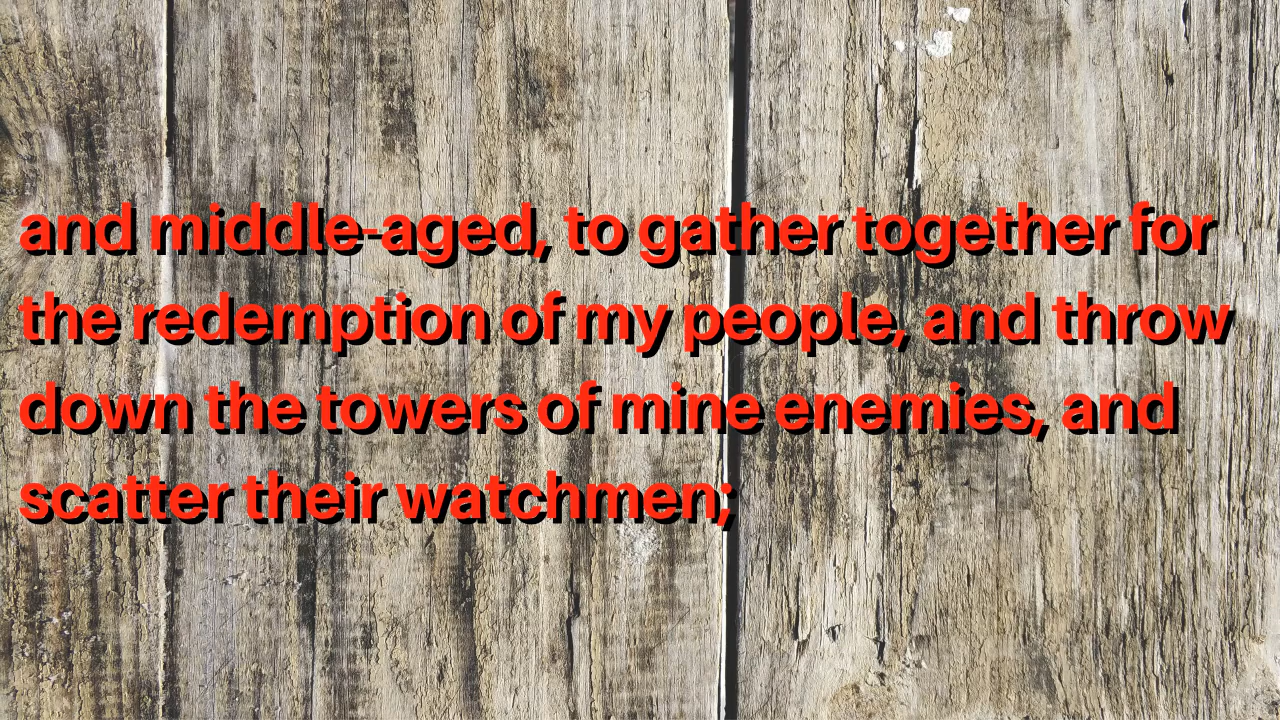 and middle-aged, to gather together for
the redemption of my people, and throw
down the towers of mine enemies, and
scatter their watchmen;